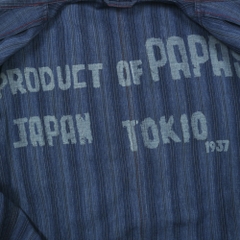 PRODUCT OF PAPAS
JAPAN TOKIO 1937